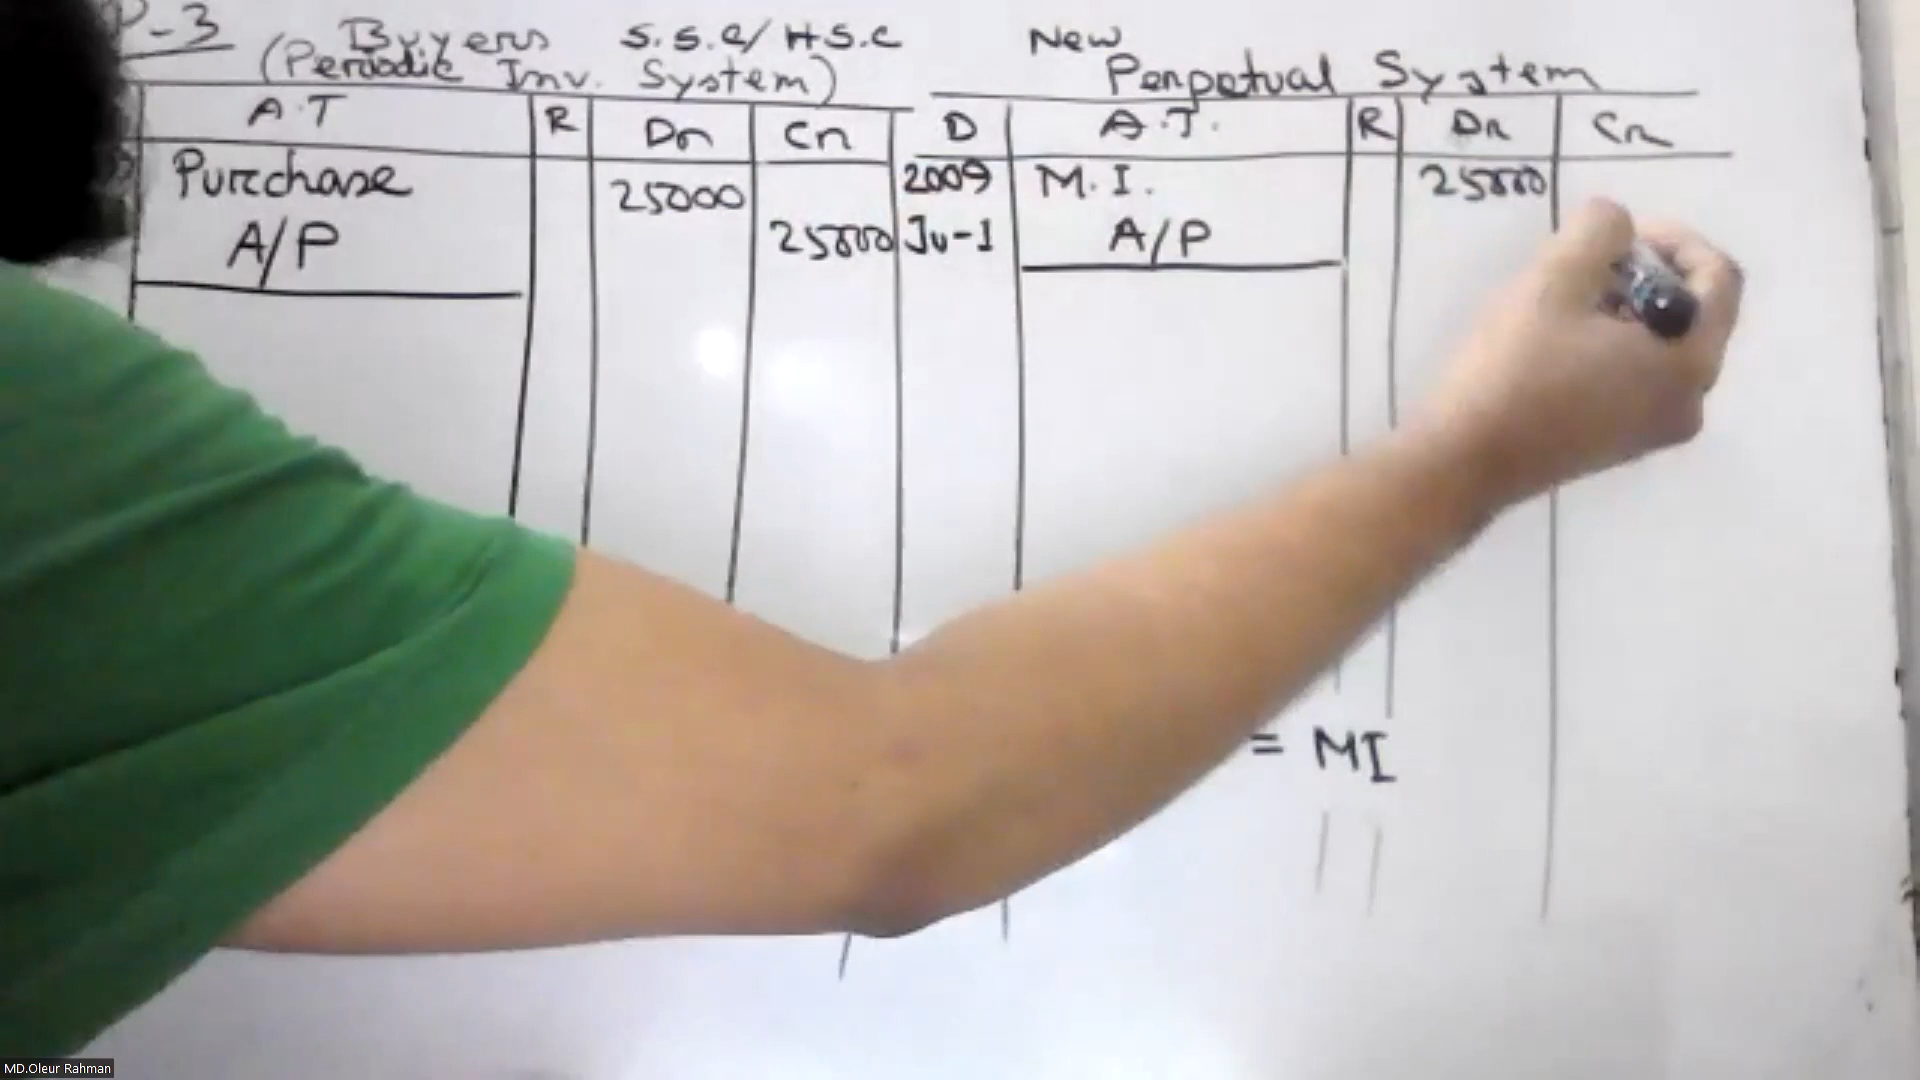 P-3 Buyers S.S.C/H.S.C
(Periodic Inv. System)
A.T R Dr Cr
Purchase 25000
A/P 25000
New
Perpetual System
D A.T. R Dr Cr
2009 M.I. 25000
Ju-1 A/P
= MI
MD.Oleur Rahman